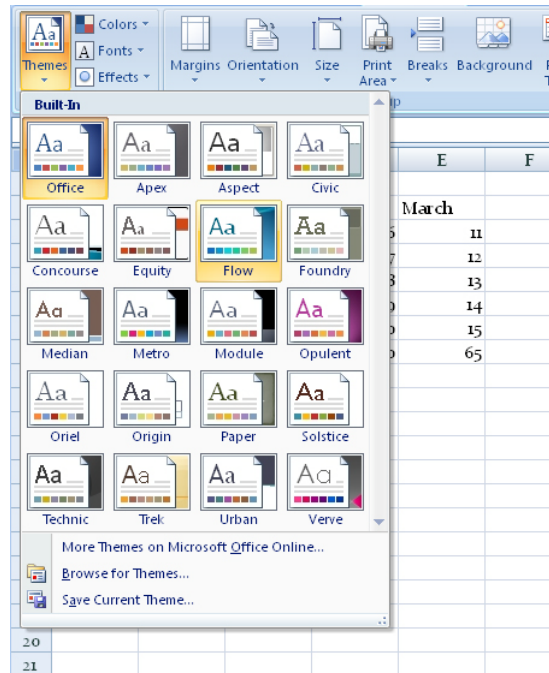 Aa Colors
A Fonts
Themes Effects
Margins Orientation Size Print Area Breaks Background
Built-In
E F
Aa Aa Aa Aa
Office Apex Aspect Civic
March
Aa Aa Aa Aa
Concourse Equity Flow Foundry
11
12
13
14
15
65
Aa Aa Aa Aa
Median Metro Module Opulent
Aa Aa Aa Aa
Oriel Origin Paper Solstice
Aa Aa Aa Aa
Technic Trek Urban Verve
More Themes on Microsoft Office Online...
Browse for Themes...
Save Current Theme...
20
21